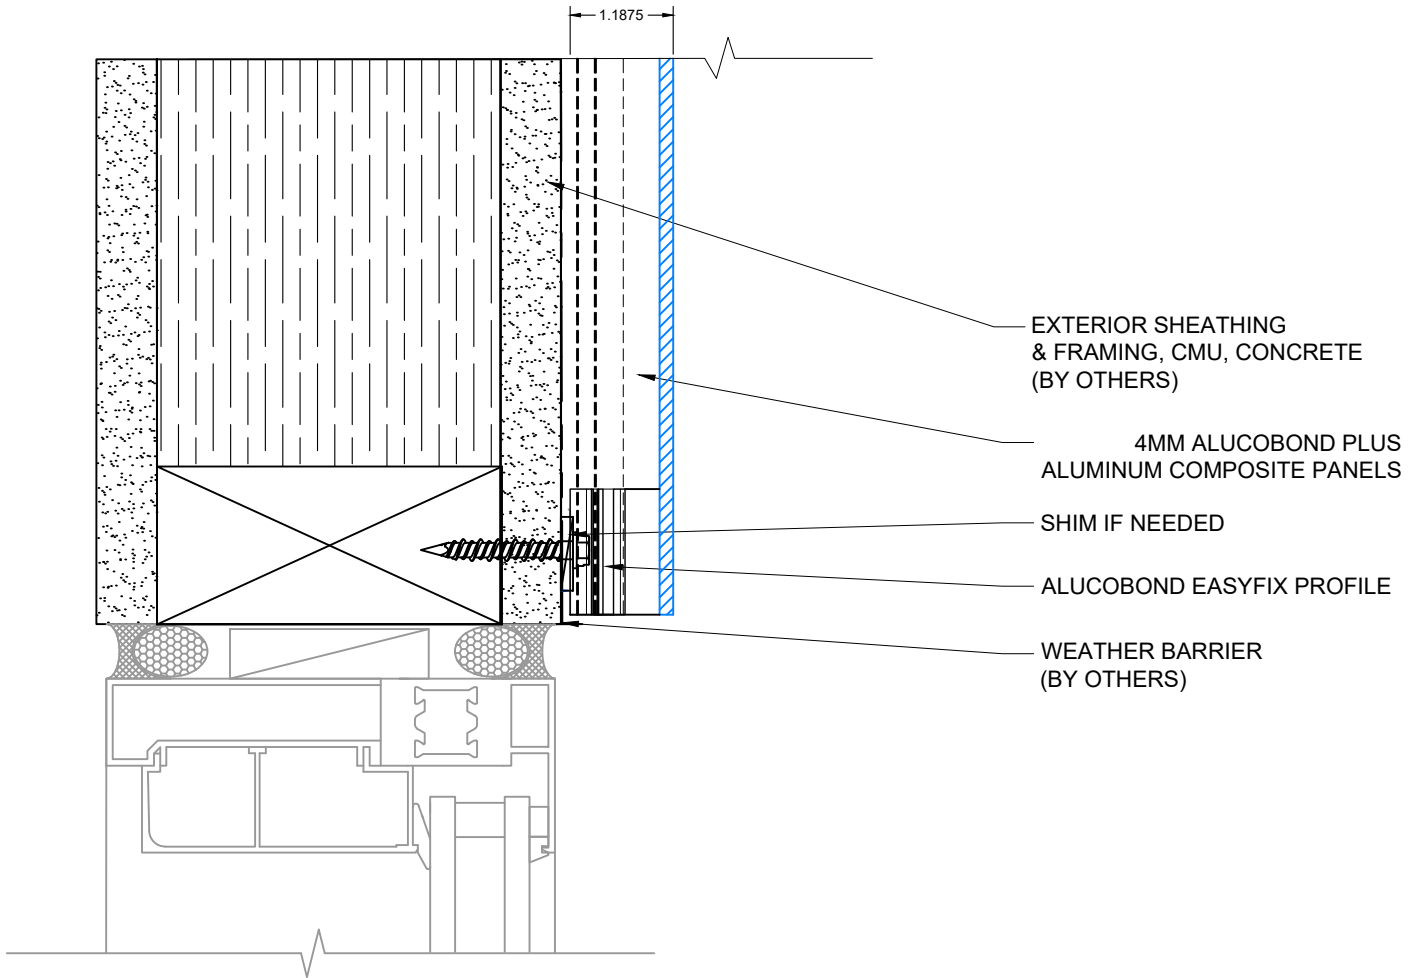 1.1875
EXTERIOR SHEATHING
& FRAMING, CMU, CONCRETE
(BY OTHERS)
4MM ALUCOBOND PLUS
ALUMINUM COMPOSITE PANELS
SHIM IF NEEDED
ALUCOBOND EASYFIX PROFILE
WEATHER BARRIER
(BY OTHERS)